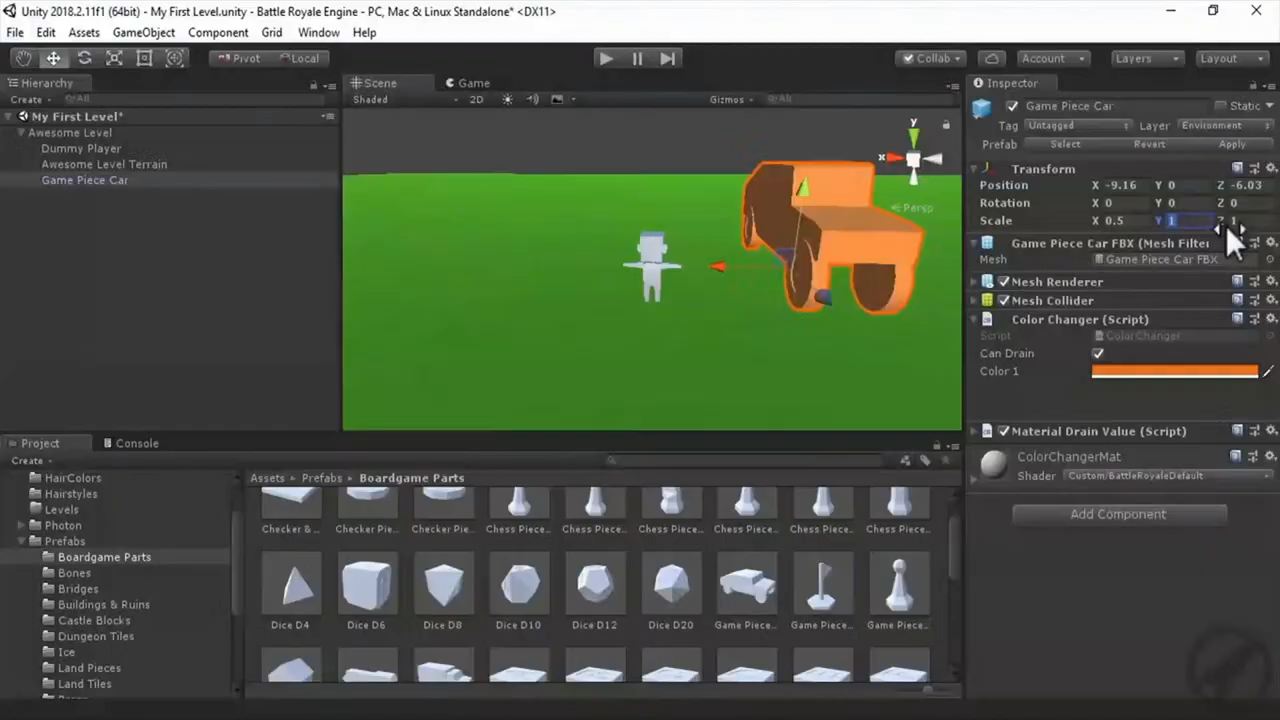 Unity 2018.2.11f1 (64bit) - My First Level.unity - Battle Royale Engine - PC, Mac & Linux Standalone* <DX11>
File Edit Assets GameObject Component Grid Window Help
Pivot Local Collab Account Layers Layout
Hierarchy
Create All
My First Level*
Awesome Level
Dummy Player
Awesome Level Terrain
Game Piece Car
Scene Game
Shaded 2D Gizmos All
y
x
Persp
Inspector
Game Piece Car Static
Tag Untagged Layer Environment
Prefab Select Revert Apply
Transform
Position X -9.16 Y 0 Z -6.03
Rotation X 0 Y 0 Z 0
Scale X 0.5 Y 1 Z 1
Game Piece Car FBX (Mesh Filter
Mesh Game Piece Car FBX
Mesh Renderer
Mesh Collider
Color Changer (Script)
Script ColorChanger
Can Drain
Color 1
Material Drain Value (Script)
ColorChangerMat
Shader Custom/BattleRoyaleDefault
Add Component
Project Console
Create
HairColors
Hairstyles
Levels
Photon
Prefabs
Boardgame Parts
Bones
Bridges
Buildings & Ruins
Castle Blocks
Dungeon Tiles
Ice
Land Pieces
Land Tiles
Assets Prefabs Boardgame Parts
Checker &... Checker Pie... Checker Pie... Chess Piece... Chess Piece... Chess Piece... Chess Piece... Chess Piece... Chess Piece...
Dice D4 Dice D6 Dice D8 Dice D10 Dice D12 Dice D20 Game Piece... Game Piece... Game Piece...